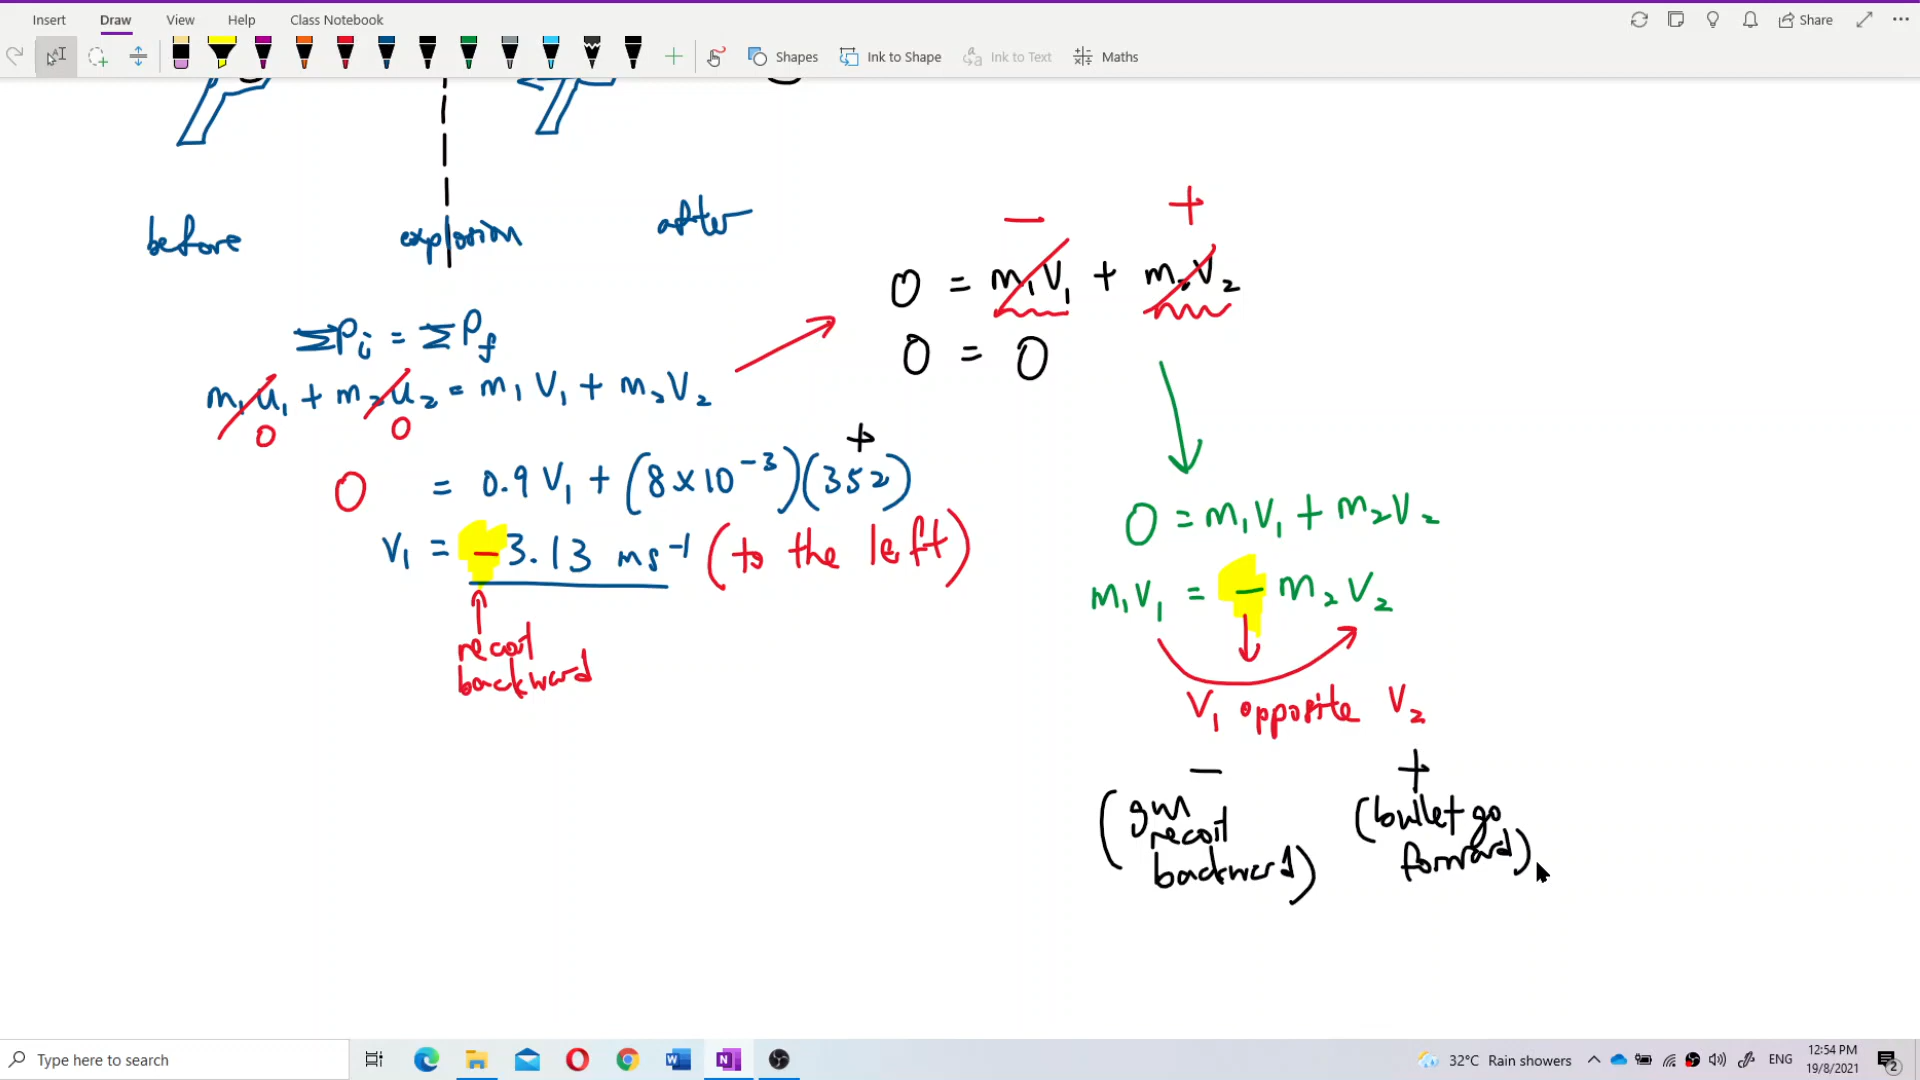 Insert Draw View Help Class Notebook Share
Shapes Ink to Shape Ink to Text Maths
before explosion after
ΣPi = ΣPf
m₁u₁ + m₂u₂ = m₁V₁ + m₂V₂
0 0
0 = 0.9 V₁ + (8×10⁻³)(352)
+
V₁ = -3.13 ms⁻¹ (to the left)
recoil
backward
- +
0 = m₁V₁ + m₂V₂
0 = 0
0 = m₁V₁ + m₂V₂
m₁V₁ = - m₂V₂
V₁ opposite V₂
- +
(gun
recoil
backward)
(bullet go
forward)
Type here to search
32°C Rain showers
ENG
12:54 PM
19/8/2021
2